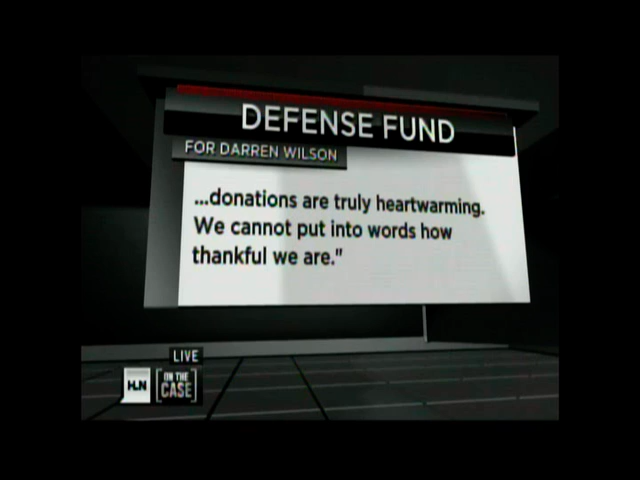 DEFENSE FUND
FOR DARREN WILSON
...donations are truly heartwarming.
We cannot put into words how
thankful we are."
LIVE
HLN
ON THE
CASE